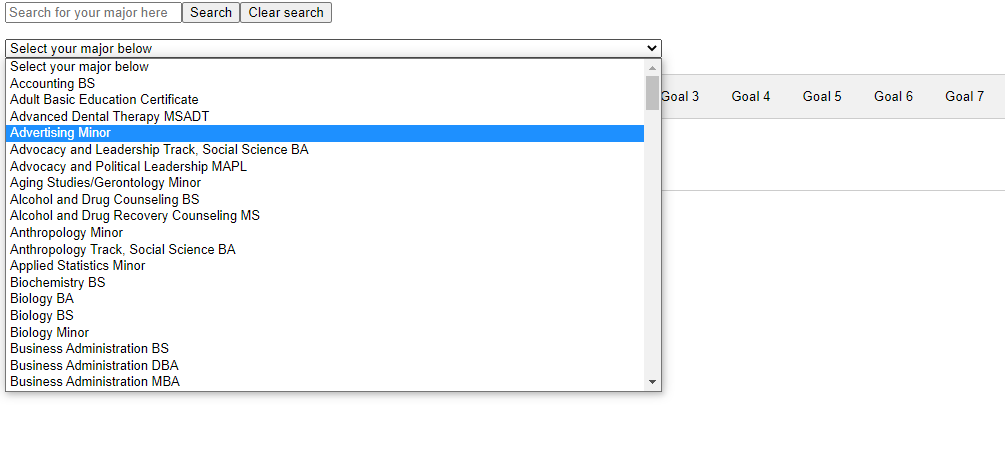 Search for your major here Search Clear search
Select your major below
Select your major below
Accounting BS
Adult Basic Education Certificate
Goal 3 Goal 4 Goal 5 Goal 6 Goal 7
Advanced Dental Therapy MSADT
Advertising Minor
Advocacy and Leadership Track, Social Science BA
Advocacy and Political Leadership MAPL
Aging Studies/Gerontology Minor
Alcohol and Drug Counseling BS
Alcohol and Drug Recovery Counseling MS
Anthropology Minor
Anthropology Track, Social Science BA
Applied Statistics Minor
Biochemistry BS
Biology BA
Biology BS
Biology Minor
Business Administration BS
Business Administration DBA
Business Administration MBA